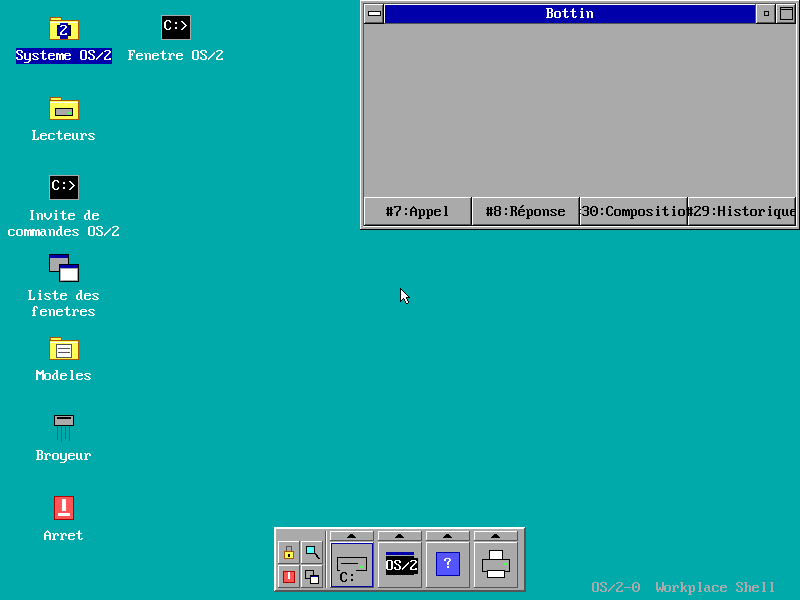 Bottin
#7:Appel
#8:Réponse
:30:Compositio
#29:Historique
2
Systeme OS/2
C:>
Fenetre OS/2
Lecteurs
C:>
Invite de
commandes OS/2
Liste des
fenetres
Modeles
Broyeur
!
Arret
!
C:
OS/2
?
OS/2-0 Workplace Shell